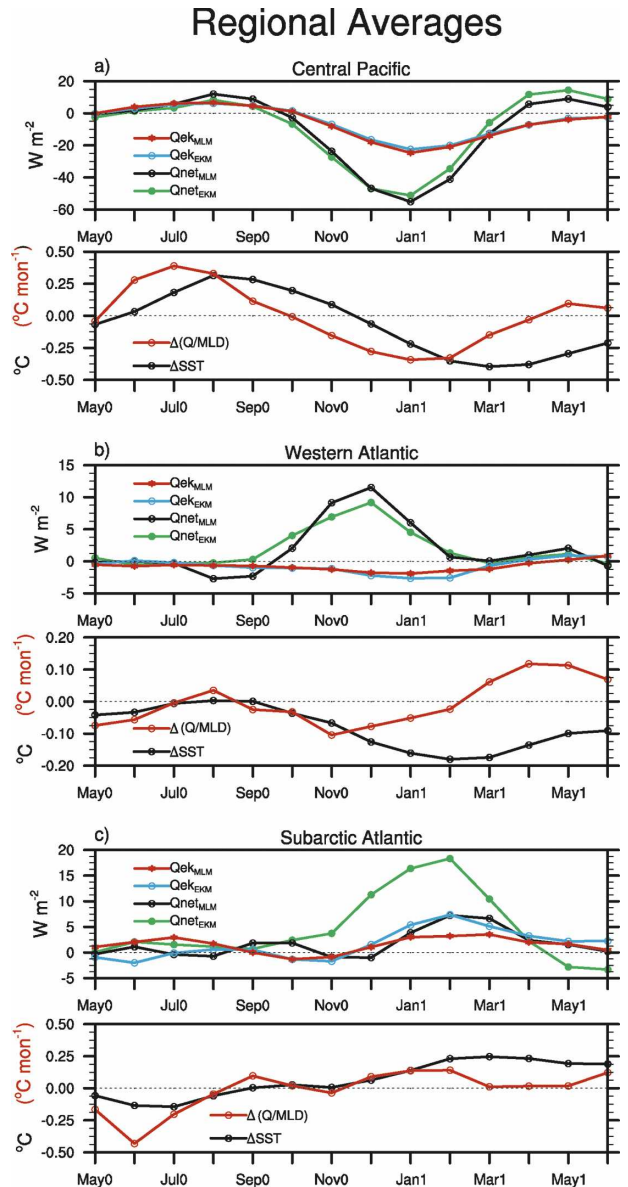 Regional Averages
a) Central Pacific
20
0
-20
-40
-60
W m-2
QekMLM
QekEKM
QnetMLM
QnetEKM
May0 Jul0 Sep0 Nov0 Jan1 Mar1 May1
0.50
0.25
0.00
-0.25
-0.50
ºC (ºC mon-1)
Δ(Q/MLD)
ΔSST
May0 Jul0 Sep0 Nov0 Jan1 Mar1 May1
b) Western Atlantic
15
10
5
0
-5
W m-2
QekMLM
QekEKM
QnetMLM
QnetEKM
May0 Jul0 Sep0 Nov0 Jan1 Mar1 May1
0.20
0.10
0.00
-0.10
-0.20
ºC (ºC mon-1)
Δ(Q/MLD)
ΔSST
May0 Jul0 Sep0 Nov0 Jan1 Mar1 May1
c) Subarctic Atlantic
20
15
10
5
0
-5
W m-2
QekMLM
QekEKM
QnetMLM
QnetEKM
May0 Jul0 Sep0 Nov0 Jan1 Mar1 May1
0.50
0.25
0.00
-0.25
-0.50
ºC (ºC mon-1)
Δ(Q/MLD)
ΔSST
May0 Jul0 Sep0 Nov0 Jan1 Mar1 May1